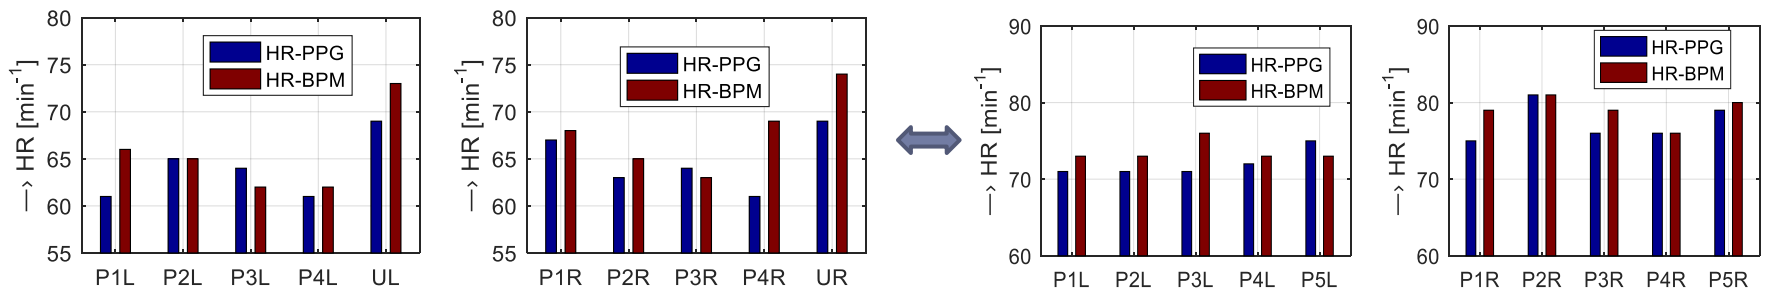 80
75
70
65
60
55
—› HR [min-1]
HR-PPG
HR-BPM
P1L P2L P3L P4L UL
80
75
70
65
60
55
—› HR [min-1]
HR-PPG
HR-BPM
P1R P2R P3R P4R UR
90
80
70
60
—› HR [min-1]
HR-PPG
HR-BPM
P1L P2L P3L P4L P5L
90
80
70
60
—› HR [min-1]
HR-PPG
HR-BPM
P1R P2R P3R P4R P5R